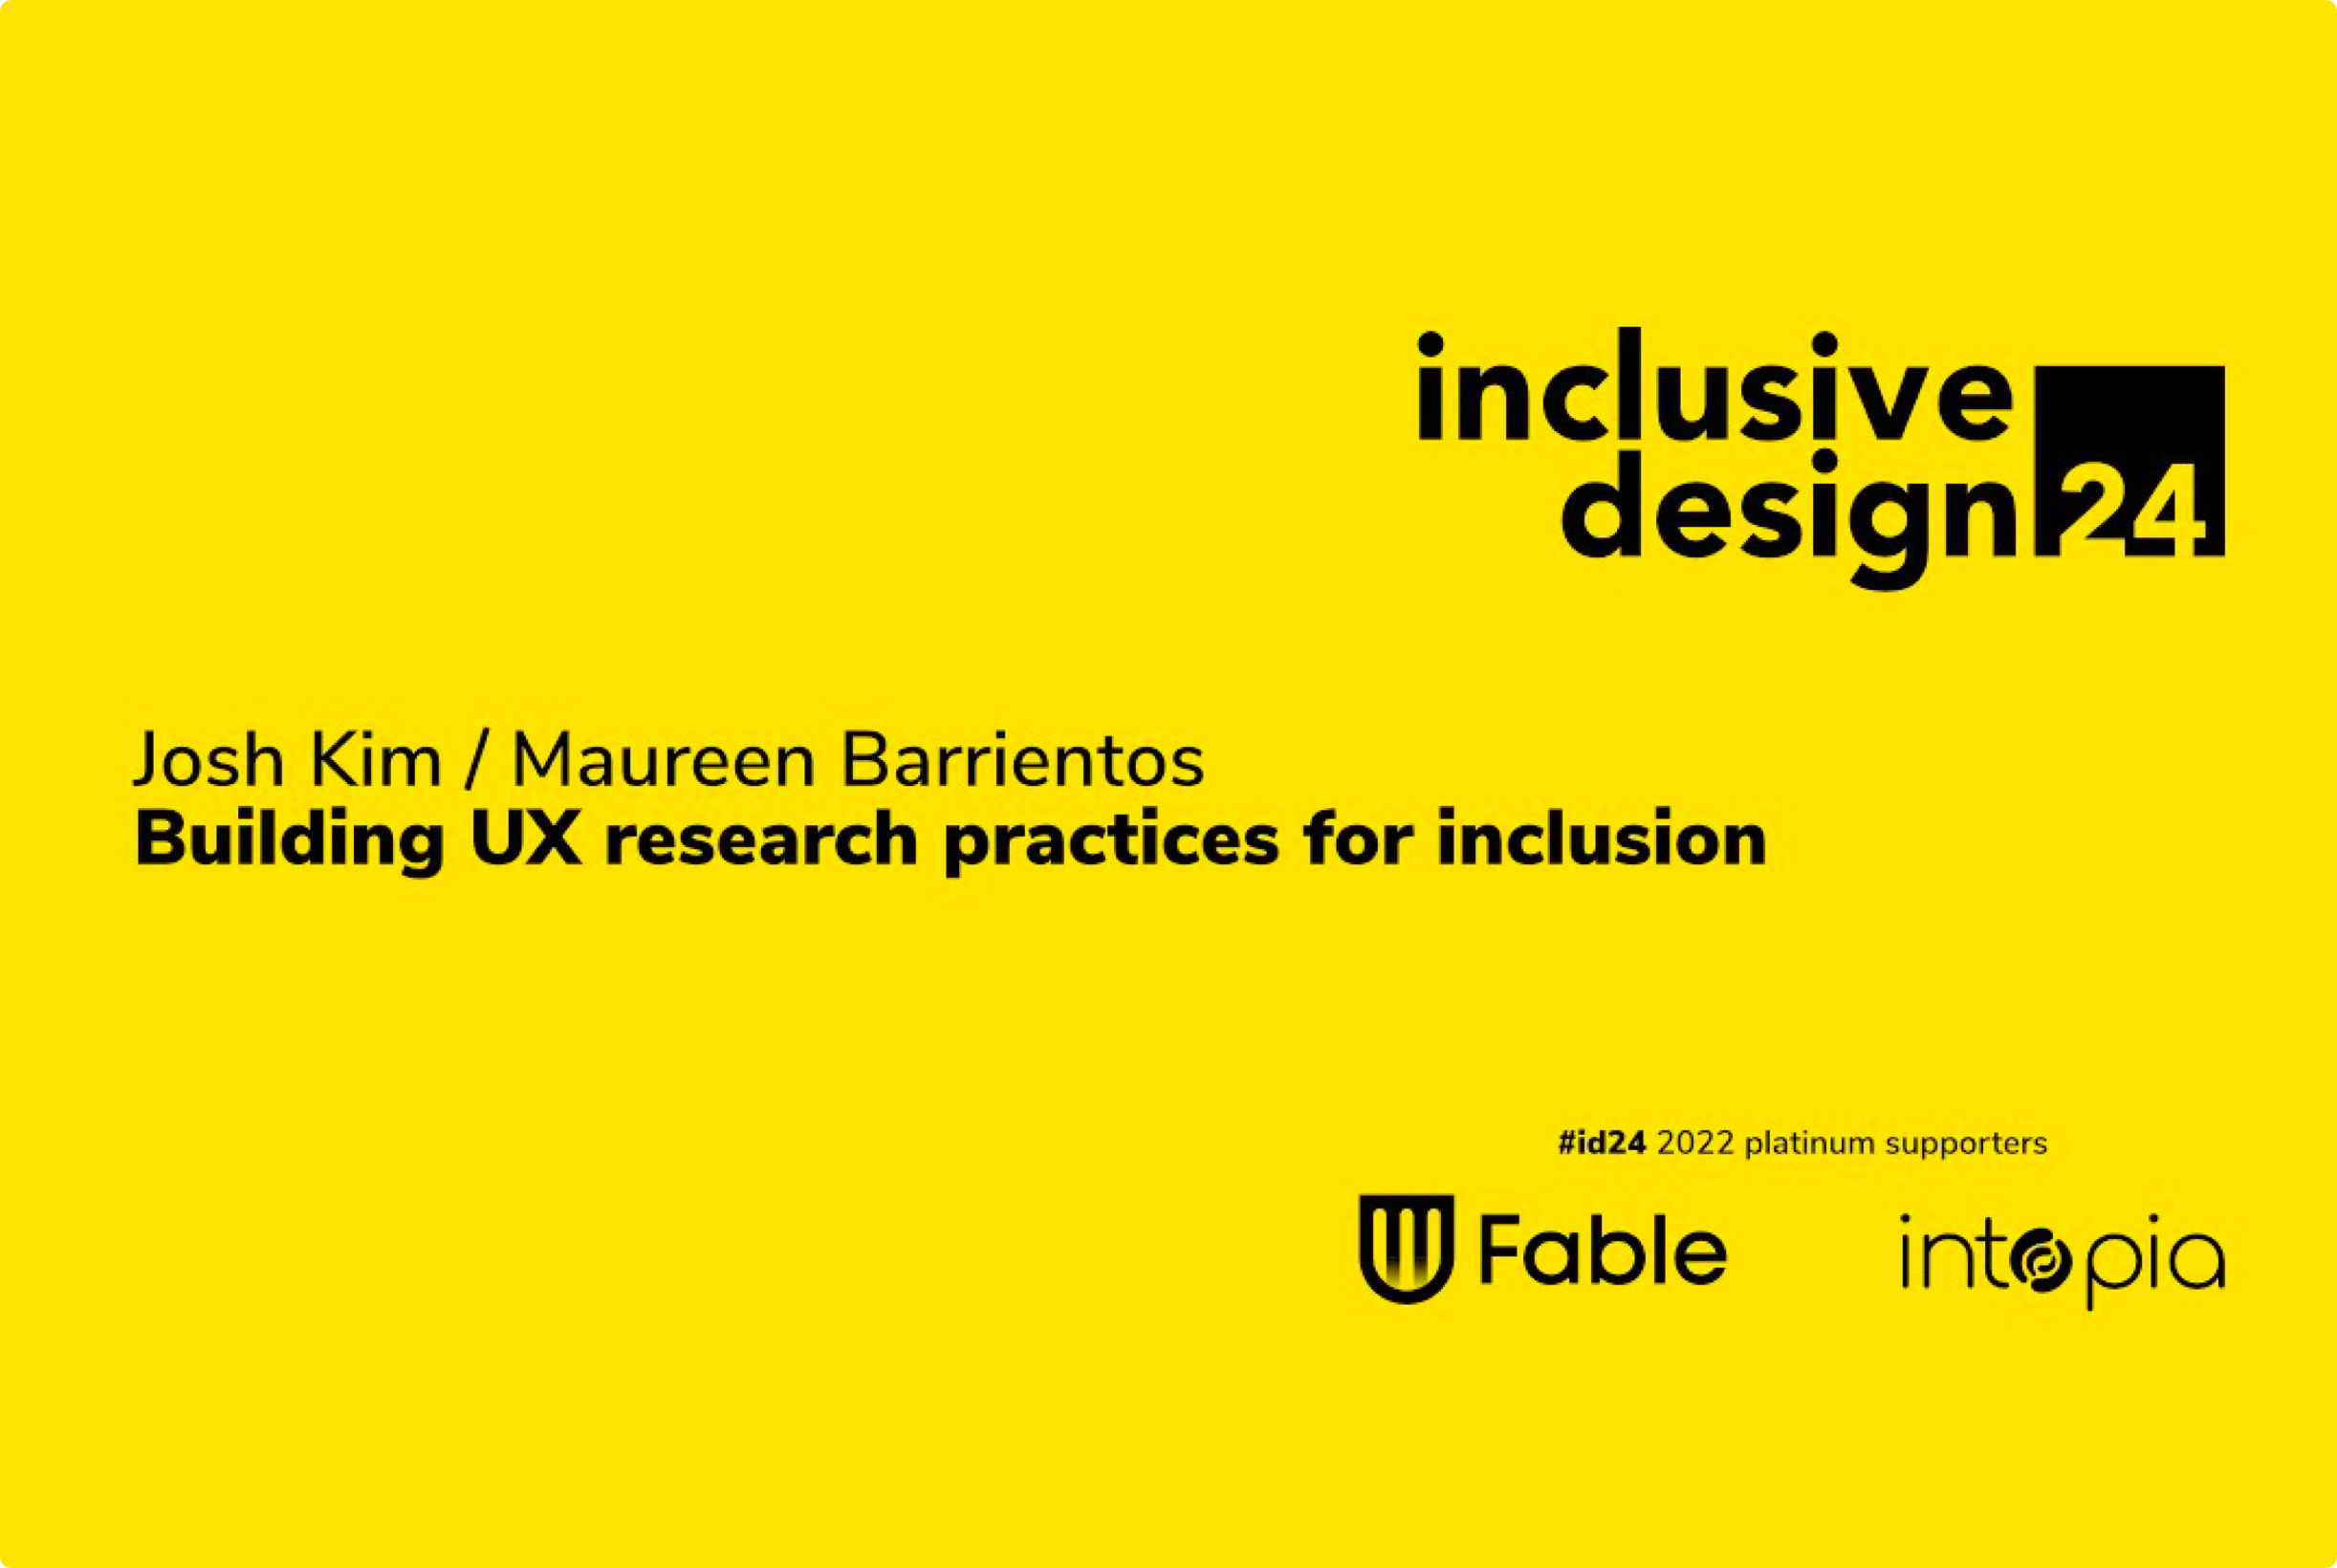 inclusive
design 24
Josh Kim / Maureen Barrientos
Building UX research practices for inclusion
#id24 2022 platinum supporters
Fable
intopia